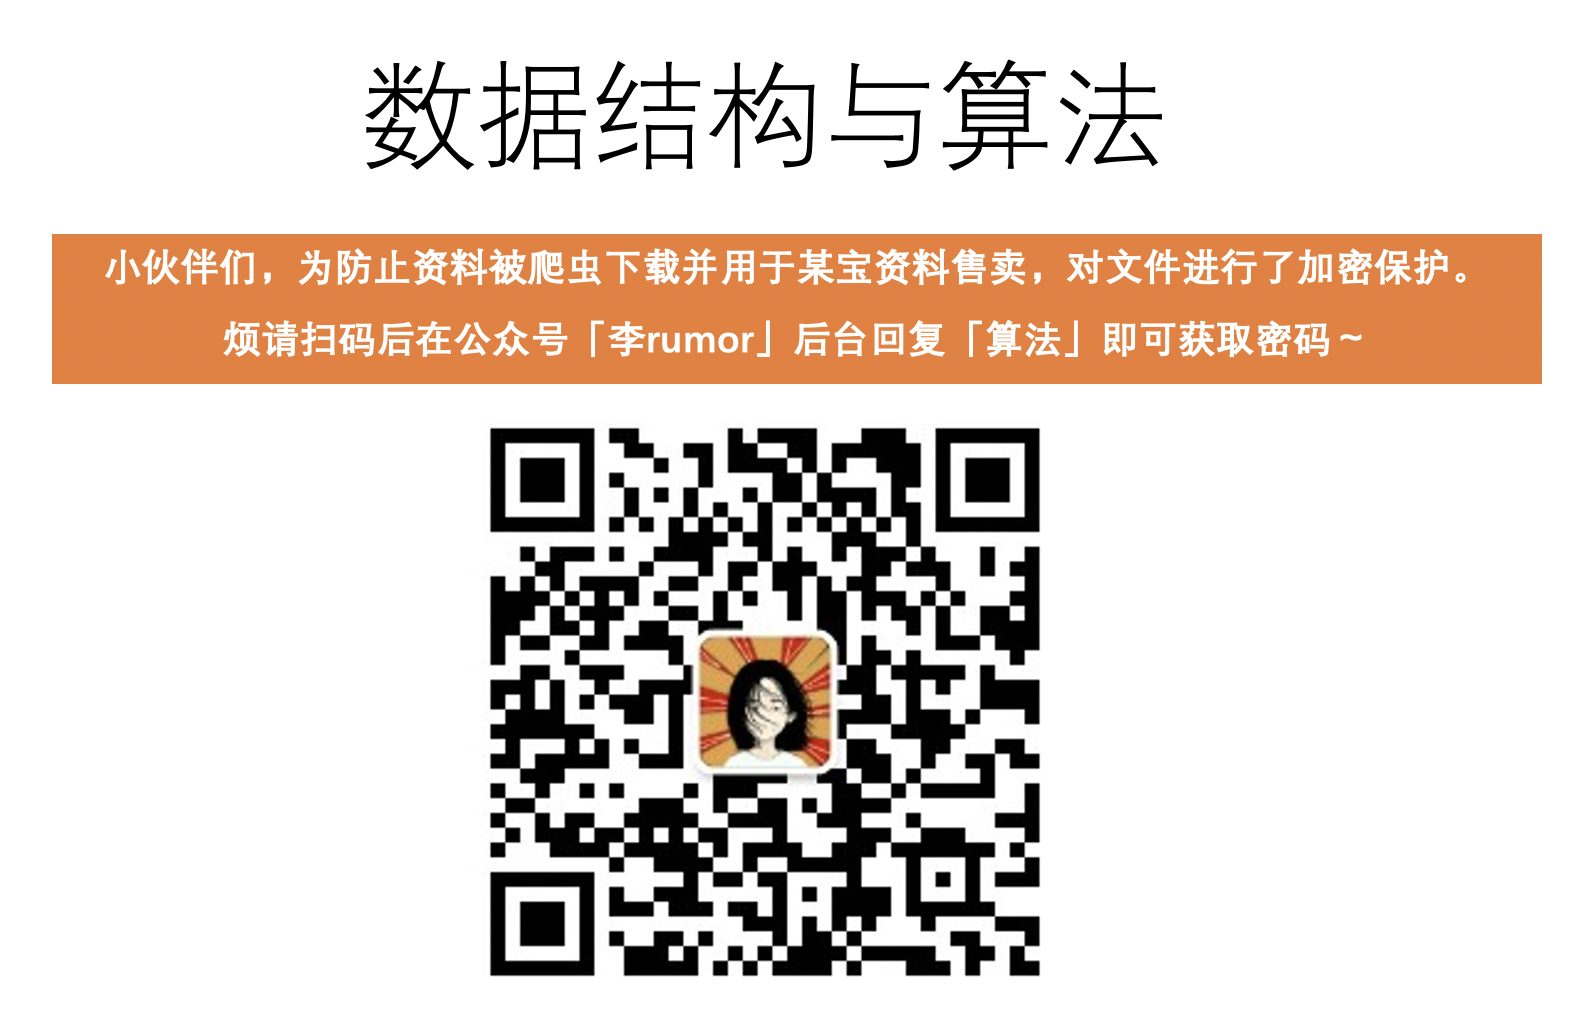 数据结构与算法
小伙伴们，为防止资料被爬虫下载并用于某宝资料售卖，对文件进行了加密保护。
烦请扫码后在公众号「李rumor」后台回复「算法」即可获取密码~